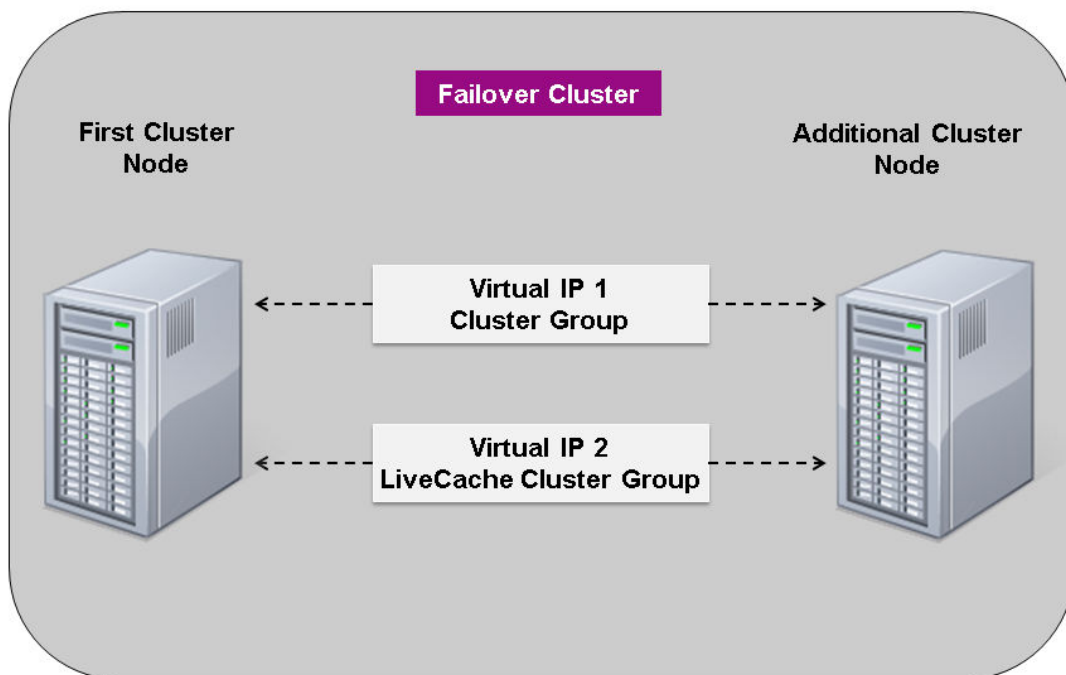 Failover Cluster
First Cluster
Node
Additional Cluster
Node
Virtual IP 1
Cluster Group
Virtual IP 2
LiveCache Cluster Group